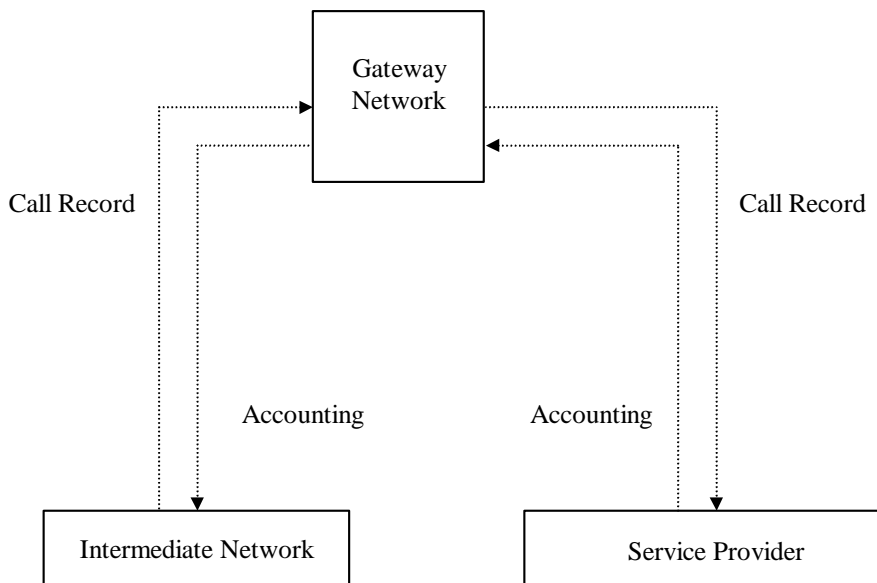 Gateway
Network
Call Record
Call Record
Accounting
Accounting
Intermediate Network
Service Provider